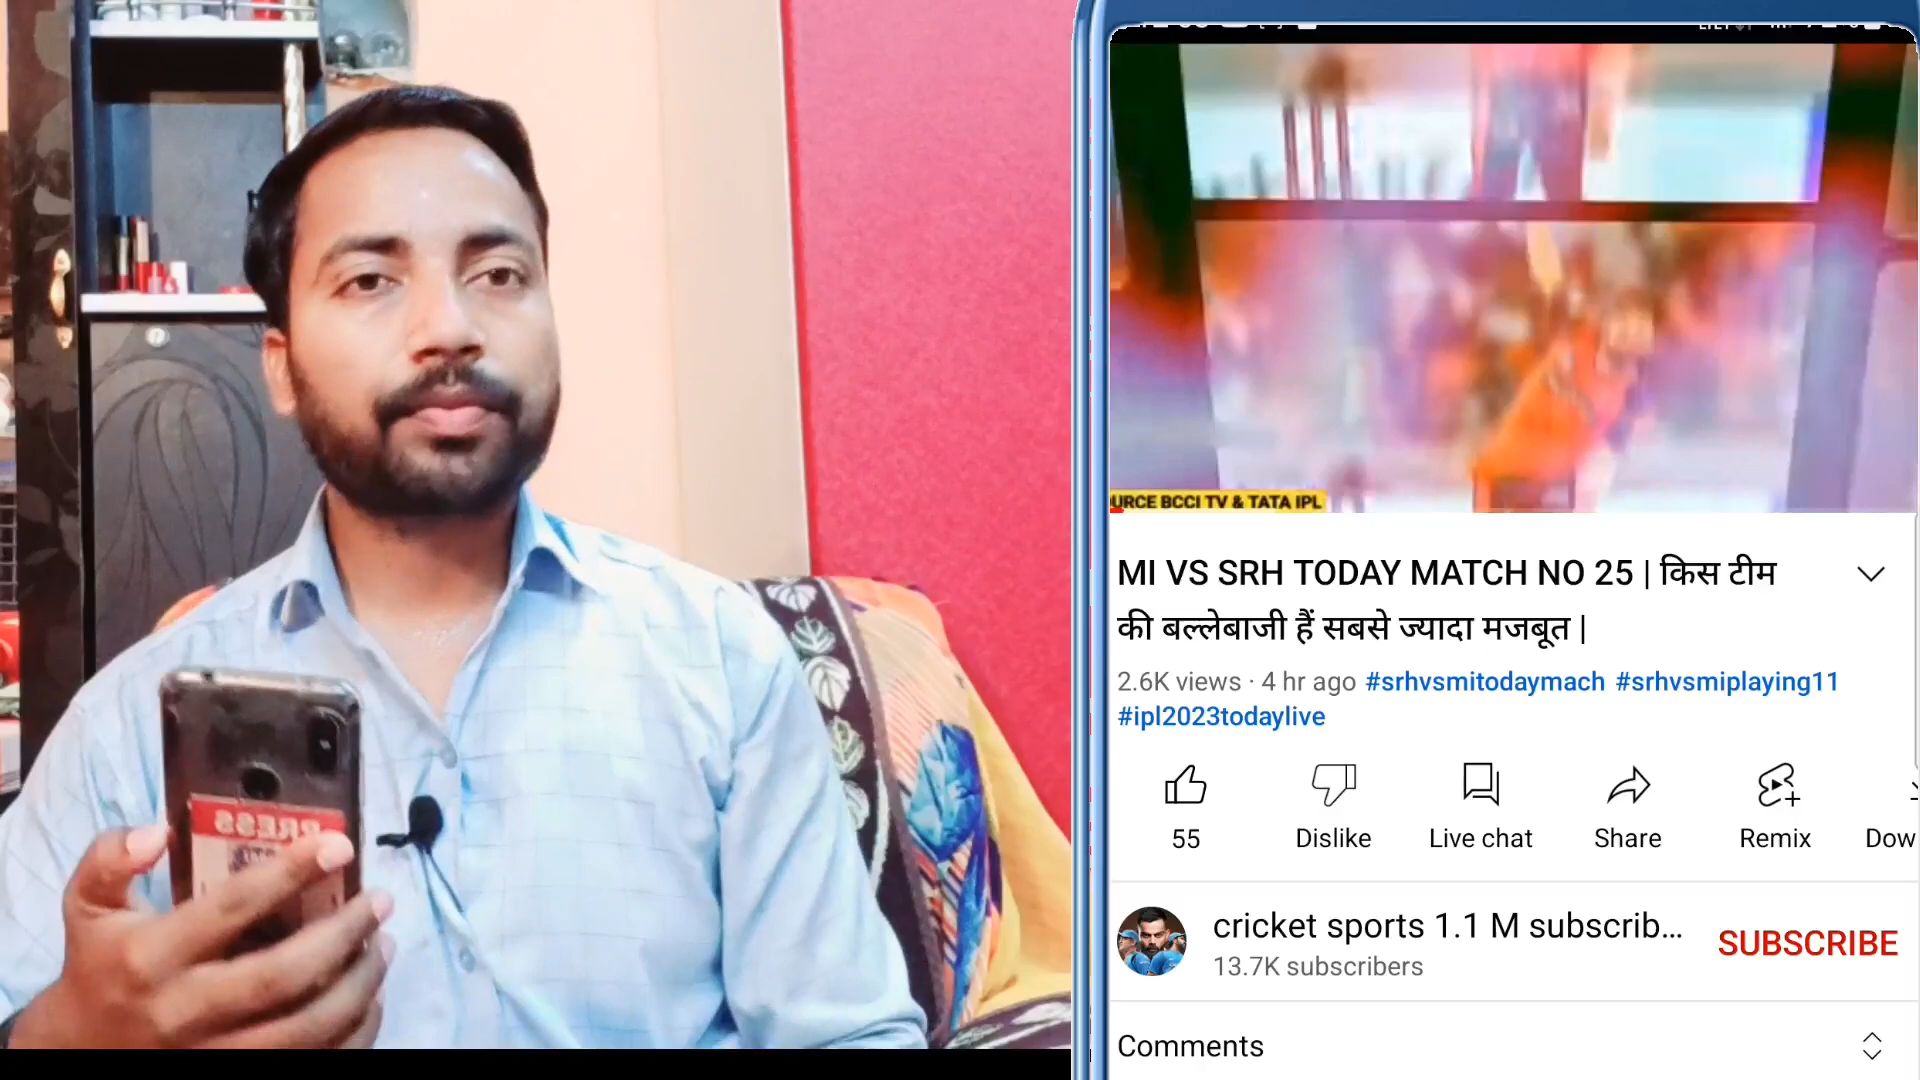 PRESS
URCE BCCI TV & TATA IPL
MI VS SRH TODAY MATCH NO 25 | किस टीम
की बल्लेबाजी हैं सबसे ज्यादा मजबूत |
2.6K views · 4 hr ago #srhvsmitodaymach #srhvsmiplaying11
#ipl2023todaylive
55 Dislike Live chat Share Remix Dow
cricket sports 1.1 M subscrib... SUBSCRIBE
13.7K subscribers
Comments